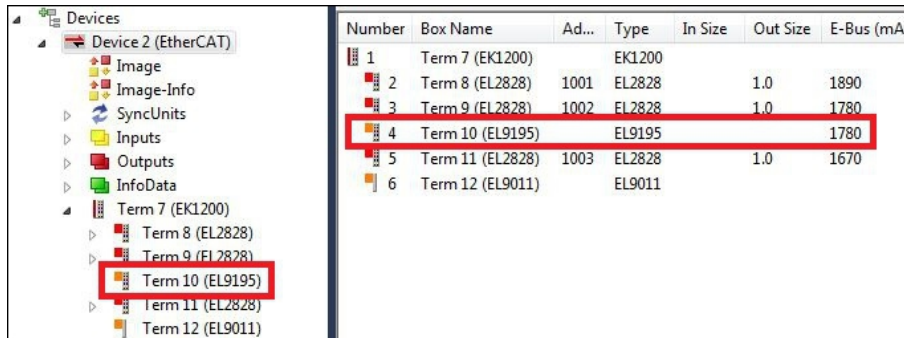 Devices
Device 2 (EtherCAT)
Image
Image-Info
SyncUnits
Inputs
Outputs
InfoData
Term 7 (EK1200)
Term 8 (EL2828)
Term 9 (EL2828)
Term 10 (EL9195)
Term 11 (EL2828)
Term 12 (EL9011)
Number Box Name Ad... Type In Size Out Size E-Bus (mA
1 Term 7 (EK1200) EK1200
2 Term 8 (EL2828) 1001 EL2828 1.0 1890
3 Term 9 (EL2828) 1002 EL2828 1.0 1780
4 Term 10 (EL9195) EL9195 1780
5 Term 11 (EL2828) 1003 EL2828 1.0 1670
6 Term 12 (EL9011) EL9011